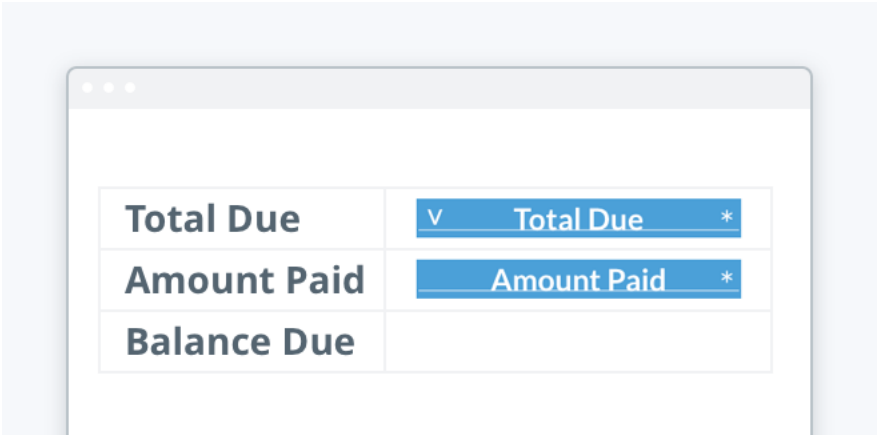 Total Due V Total Due *
Amount Paid Amount Paid *
Balance Due